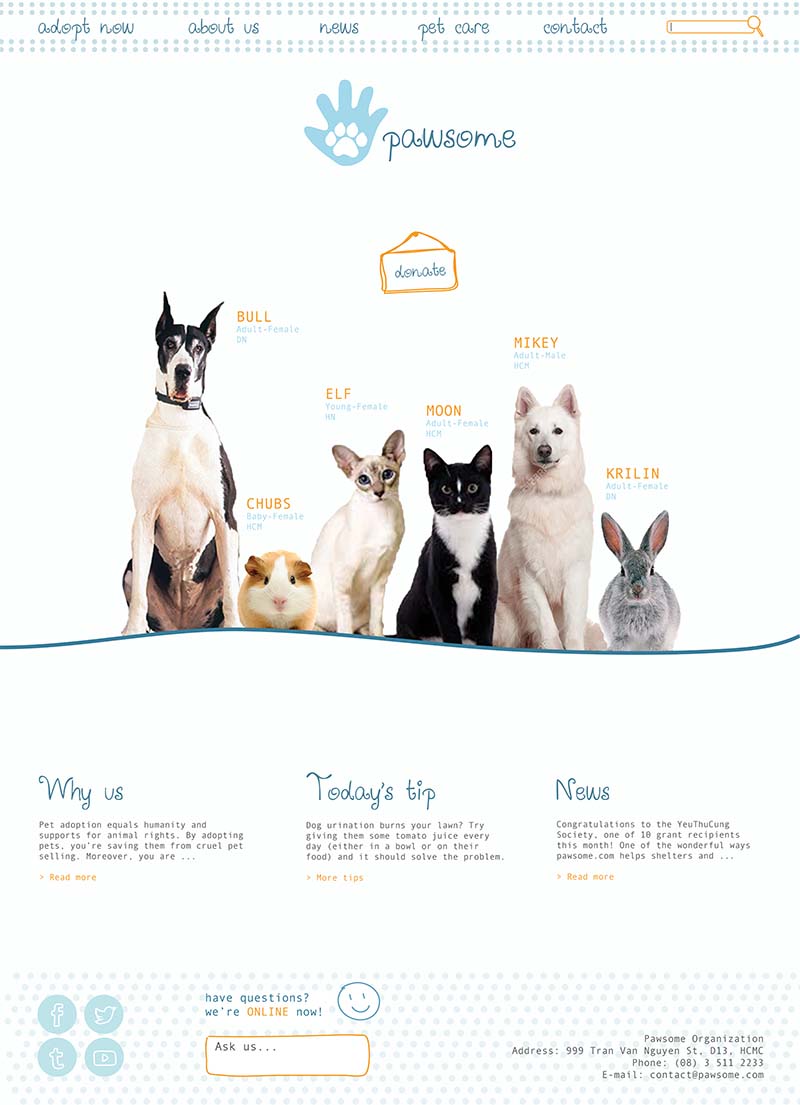 adopt now about us news pet care contact
pawsome
donate
BULL
Adult-Female
DN
MIKEY
Adult-Male
HCM
ELF
Young-Female
HN
MOON
Adult-Female
HCM
KRILIN
Adult-Female
DN
CHUBS
Baby-Female
HCM
Why us
Pet adoption equals humanity and
supports for animal rights. By adopting
pets, you're saving them from cruel pet
selling. Moreover, you are ...
> Read more
Today's tip
Dog urination burns your lawn? Try
giving them some tomato juice every
day (either in a bowl or on their
food) and it should solve the problem.
> More tips
News
Congratulations to the YeuThuCung
Society, one of 10 grant recipients
this month! One of the wonderful ways
pawsome.com helps shelters and ...
> Read more
have questions?
we're ONLINE now!
Ask us...
Pawsome Organization
Address: 999 Tran Van Nguyen St, D13, HCMC
Phone: (08) 3 511 2233
E-mail: contact@pawsome.com